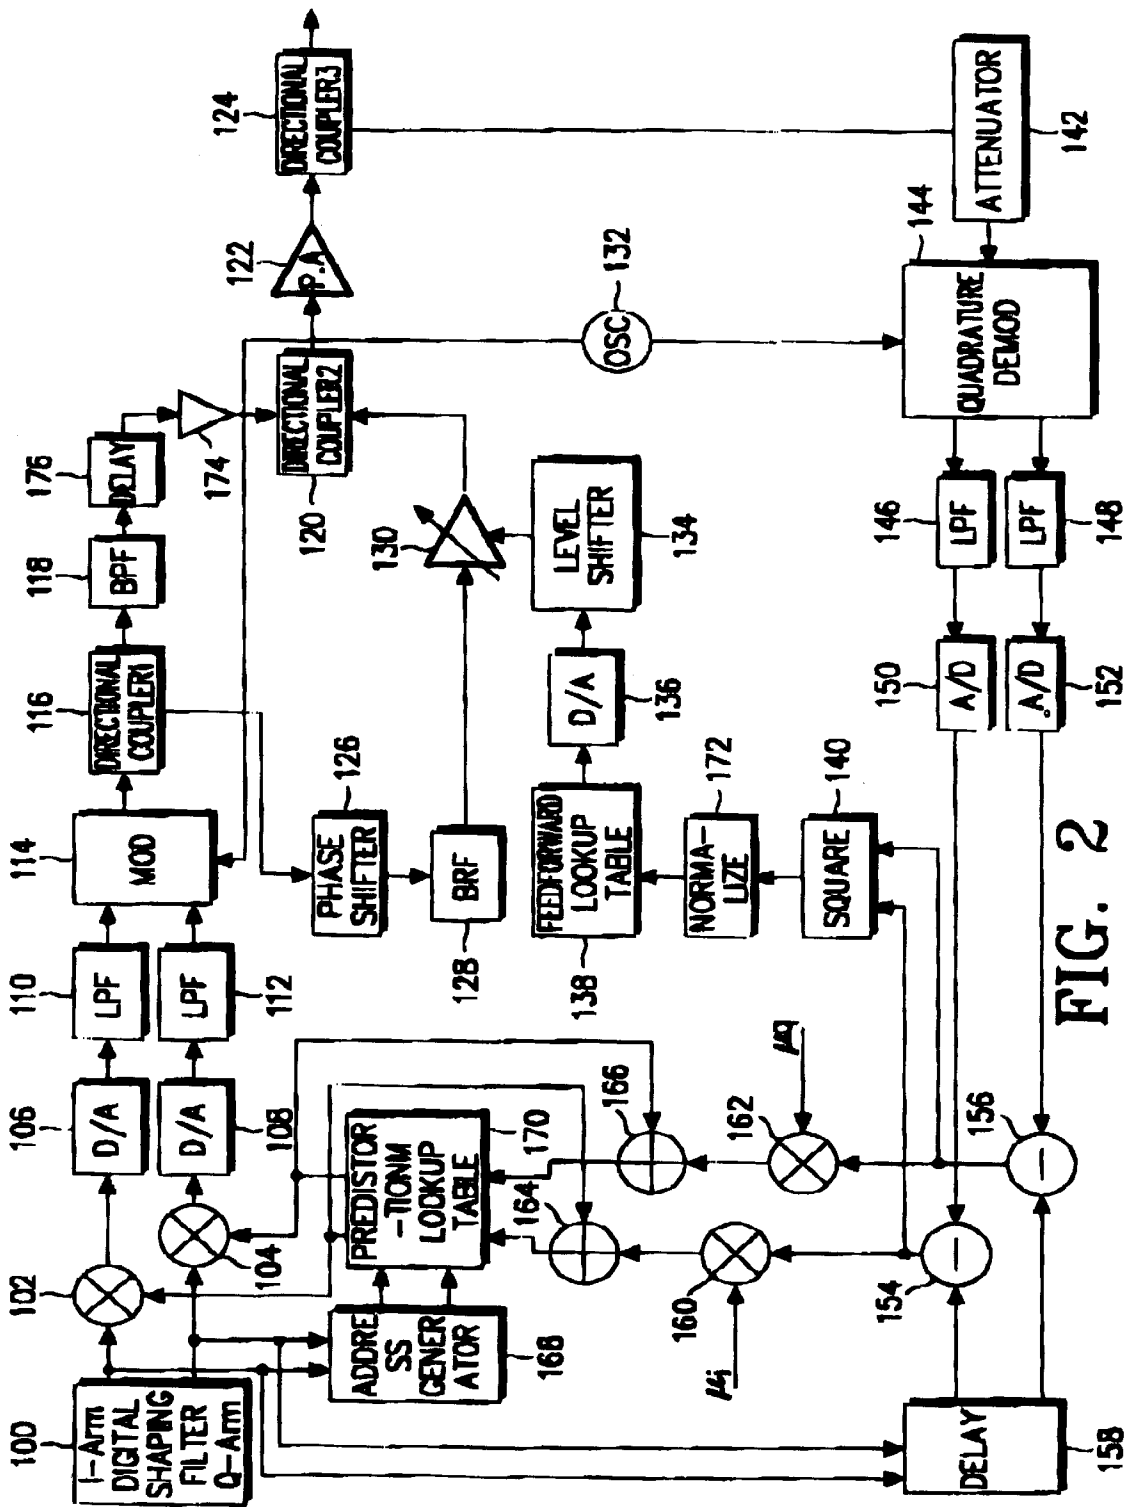 100
I-Arm
DIGITAL
SHAPING
FILTER
Q-Arm
102
104
106
D/A
D/A
108
110
LPF
LPF
112
114
MOD
116
DIRECTIONAL
COUPLER1
118
BPF
176
DELAY
174
120
DIRECTIONAL
COUPLER2
122
P.A
124
DIRECTIONAL
COUPLER3
126
PHASE
SHIFTER
BRF
128
130
OSC
132
LEVEL
SHIFTER
134
D/A
136
FEEDFORWARD
LOOKUP
TABLE
138
172
NORMA-
LIZE
140
SQUARE
ADDRE
SS
GENER
ATOR
168
PREDISTOR
-TIONM
LOOKUP
TABLE
170
164
166
160
162
μi
μq
154
156
DELAY
158
150
A/D
.A/D
152
146
LPF
LPF
148
144
QUADRATURE
DEMOD
ATTENUATOR
142
FIG. 2